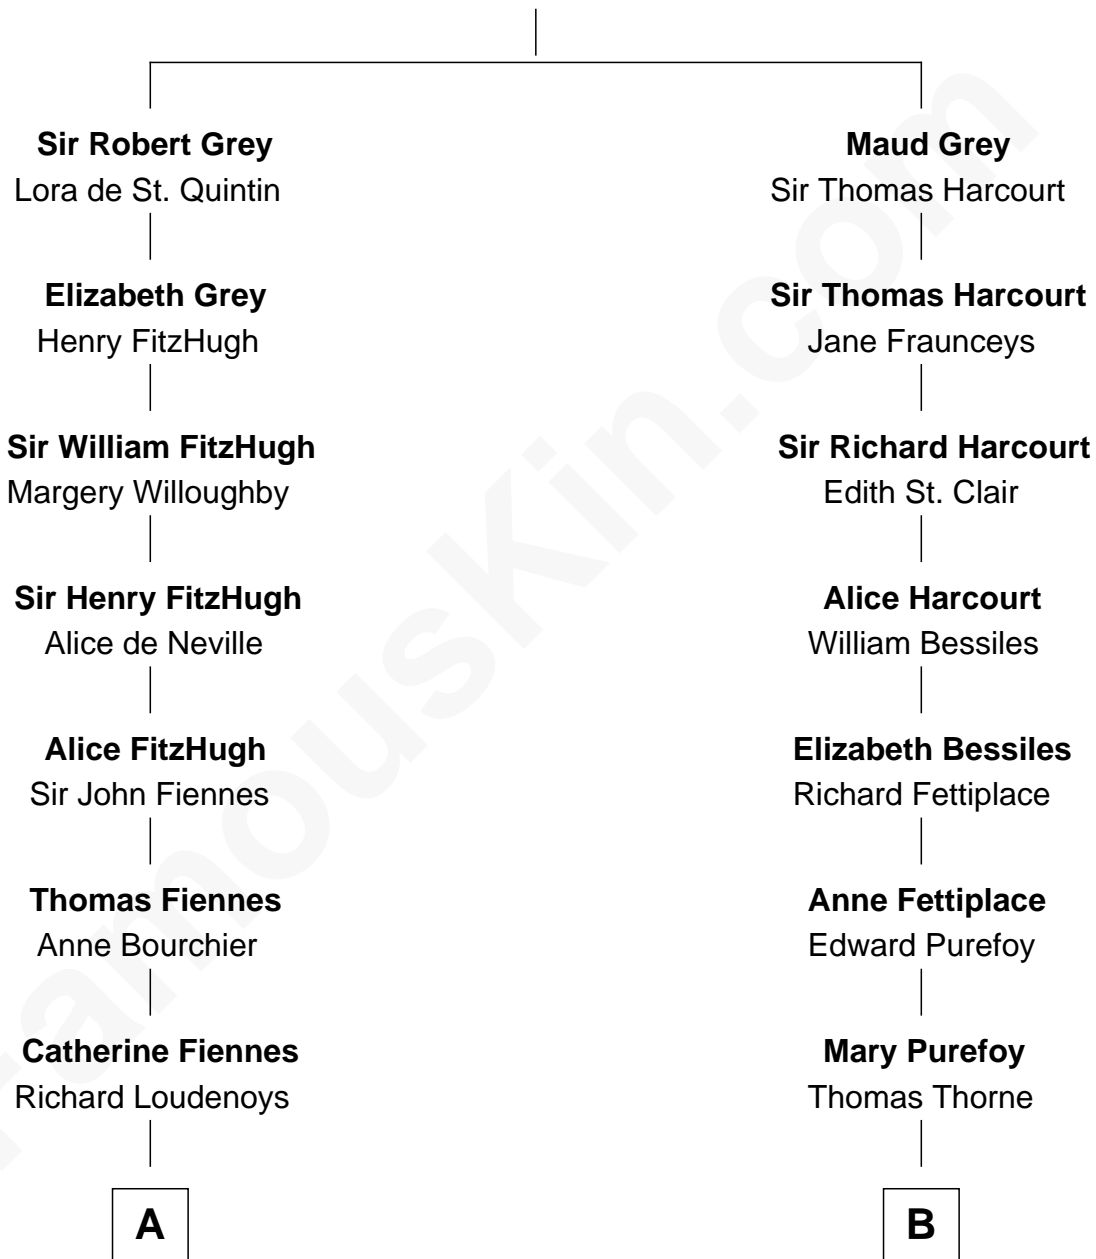 Sir Robert Grey
Lora de St. Quintin
Maud Grey
Sir Thomas Harcourt
Elizabeth Grey
Henry FitzHugh
Sir Thomas Harcourt
Jane Fraunceys
Sir William FitzHugh
Margery Willoughby
Sir Richard Harcourt
Edith St. Clair
Sir Henry FitzHugh
Alice de Neville
Alice Harcourt
William Bessiles
Alice FitzHugh
Sir John Fiennes
Elizabeth Bessiles
Richard Fettiplace
Thomas Fiennes
Anne Bourchier
Anne Fettiplace
Edward Purefoy
Catherine Fiennes
Richard Loudenoys
Mary Purefoy
Thomas Thorne
A
B
FamousKin.com